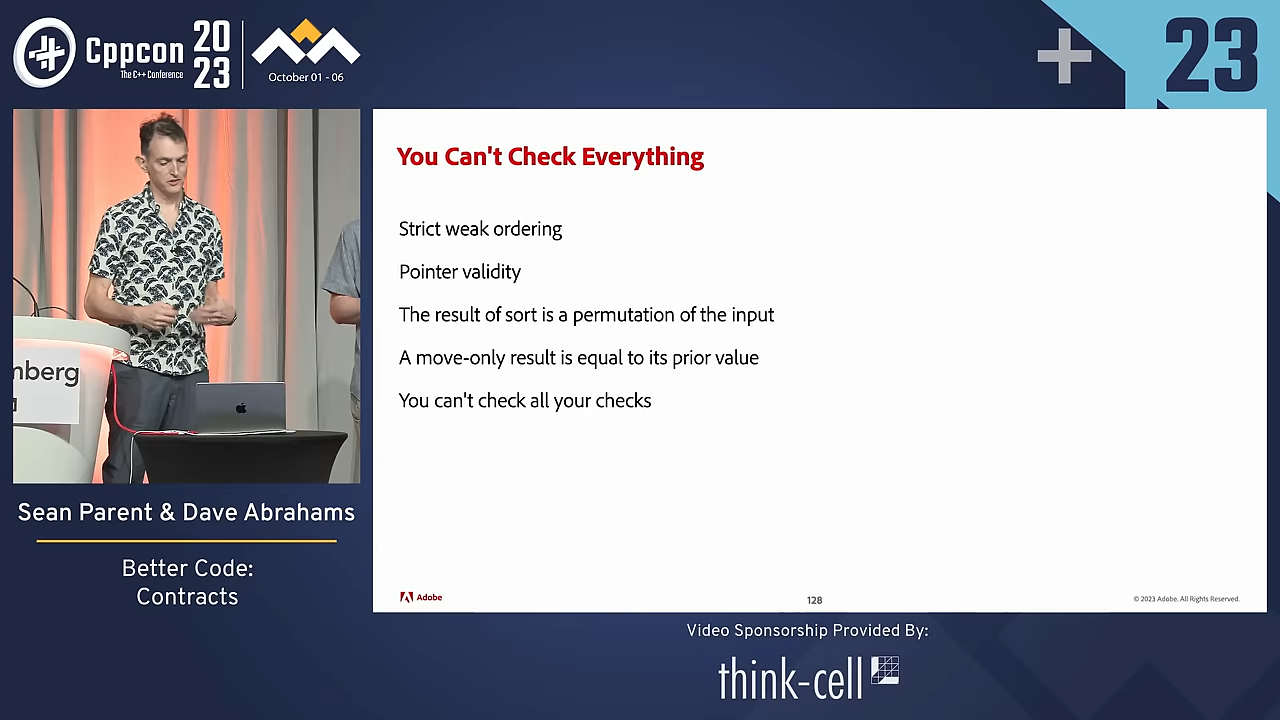 Cppcon
The C++ Conference
20
23
October 01 - 06
23
You Can't Check Everything
Strict weak ordering
Pointer validity
The result of sort is a permutation of the input
A move-only result is equal to its prior value
You can't check all your checks
Adobe
128
© 2023 Adobe. All Rights Reserved.
mberg
Sean Parent & Dave Abrahams
Better Code:
Contracts
Video Sponsorship Provided By:
think-cell